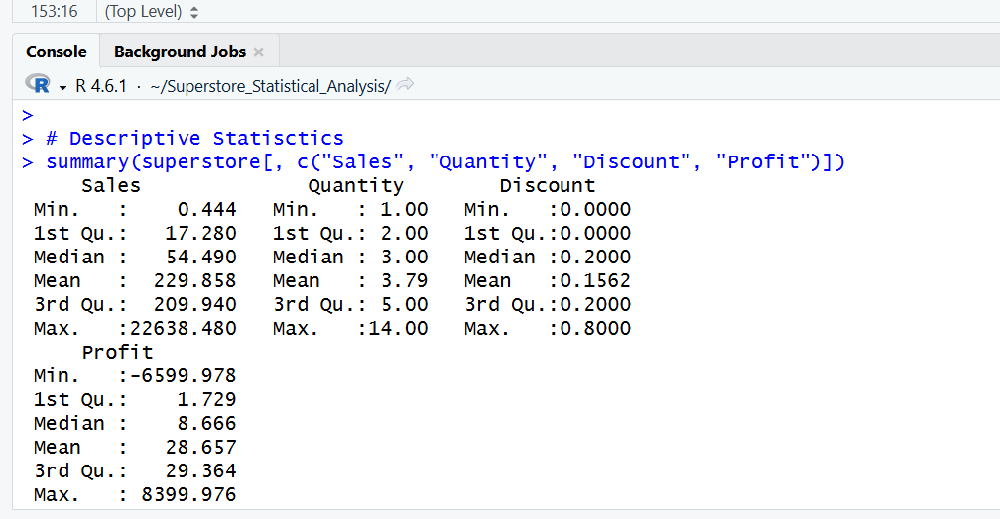 153:16 (Top Level)
Console Background Jobs
R R 4.6.1 · ~/Superstore_Statistical_Analysis/
>
> # Descriptive Statisctics
> summary(superstore[, c("Sales", "Quantity", "Discount", "Profit")])
Sales Quantity Discount
Min. : 0.444 Min. : 1.00 Min. :0.0000
1st Qu.: 17.280 1st Qu.: 2.00 1st Qu.:0.0000
Median : 54.490 Median : 3.00 Median :0.2000
Mean : 229.858 Mean : 3.79 Mean :0.1562
3rd Qu.: 209.940 3rd Qu.: 5.00 3rd Qu.:0.2000
Max. :22638.480 Max. :14.00 Max. :0.8000
Profit
Min. :-6599.978
1st Qu.: 1.729
Median : 8.666
Mean : 28.657
3rd Qu.: 29.364
Max. : 8399.976